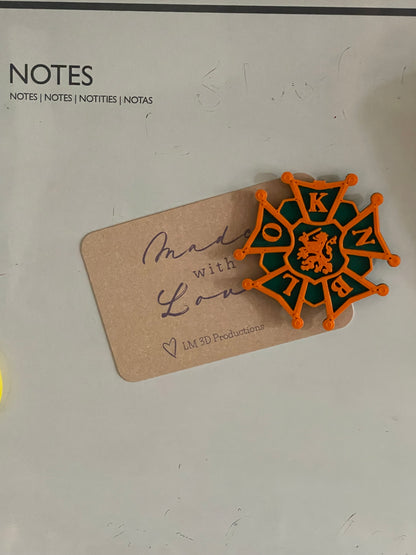 NOTES
NOTES | NOTES | NOTITIES | NOTAS
Made
with
Love
LM 3D Productions
K
O N
L B